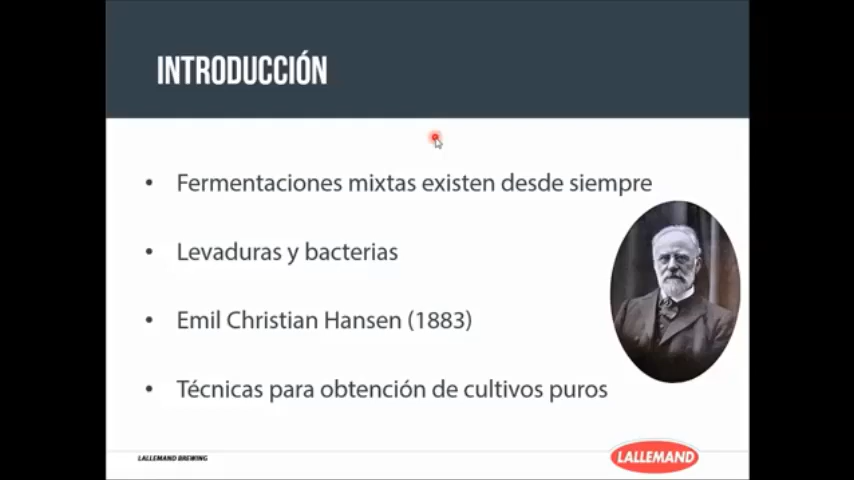 INTRODUCCIÓN
• Fermentaciones mixtas existen desde siempre
• Levaduras y bacterias
• Emil Christian Hansen (1883)
• Técnicas para obtención de cultivos puros
LALLEMAND BREWING
LALLEMAND